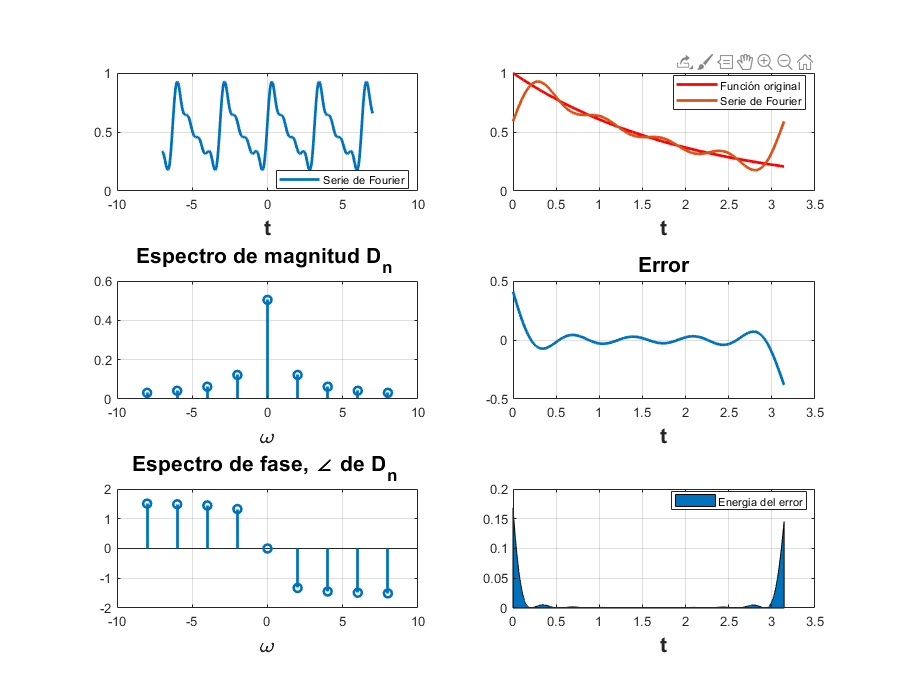 1
0.5
0
-10 -5 0 5 10
t
Serie de Fourier
1
0.5
0
0 0.5 1 1.5 2 2.5 3 3.5
t
Función original
Serie de Fourier
Espectro de magnitud Dn
0.6
0.4
0.2
0
-10 -5 0 5 10
ω
Error
0.5
0
-0.5
0 0.5 1 1.5 2 2.5 3 3.5
t
Espectro de fase, ∠ de Dn
2
1
0
-1
-2
-10 -5 0 5 10
ω
0.2
0.15
0.1
0.05
0
0 0.5 1 1.5 2 2.5 3 3.5
t
Energia del error